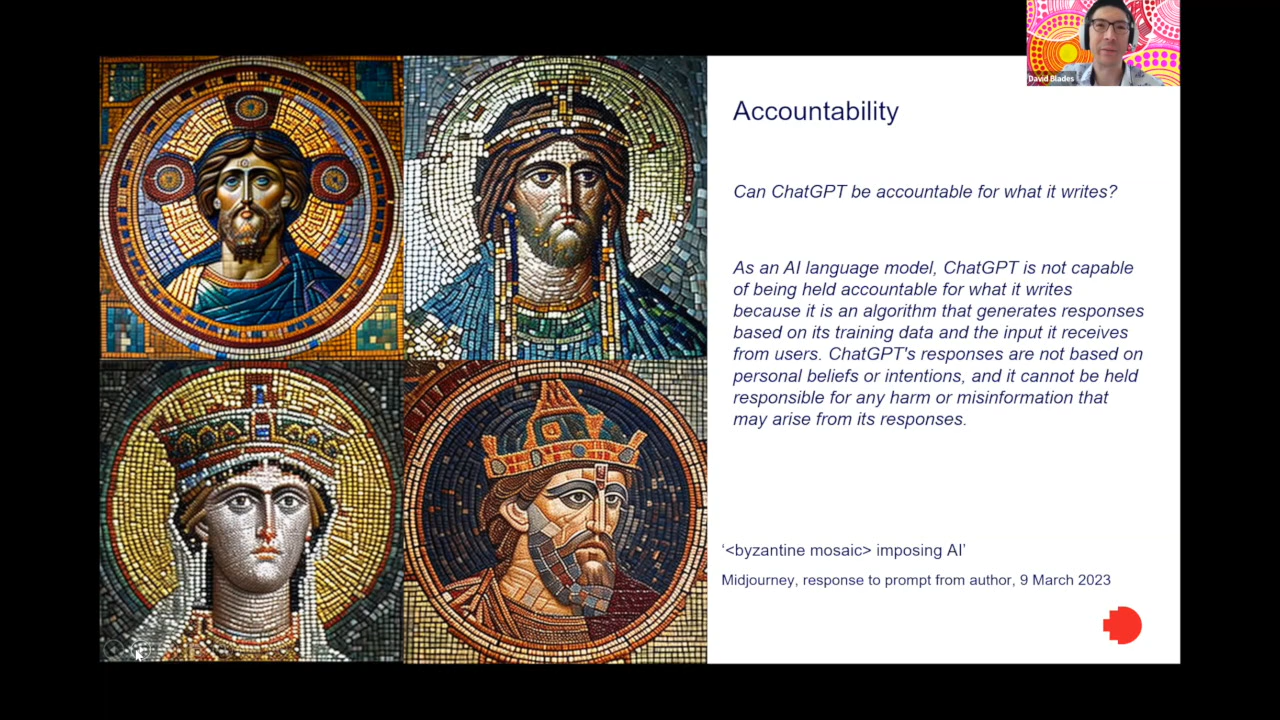 David Blades
Accountability
Can ChatGPT be accountable for what it writes?
As an AI language model, ChatGPT is not capable
of being held accountable for what it writes
because it is an algorithm that generates responses
based on its training data and the input it receives
from users. ChatGPT's responses are not based on
personal beliefs or intentions, and it cannot be held
responsible for any harm or misinformation that
may arise from its responses.
‘<byzantine mosaic> imposing AI’
Midjourney, response to prompt from author, 9 March 2023